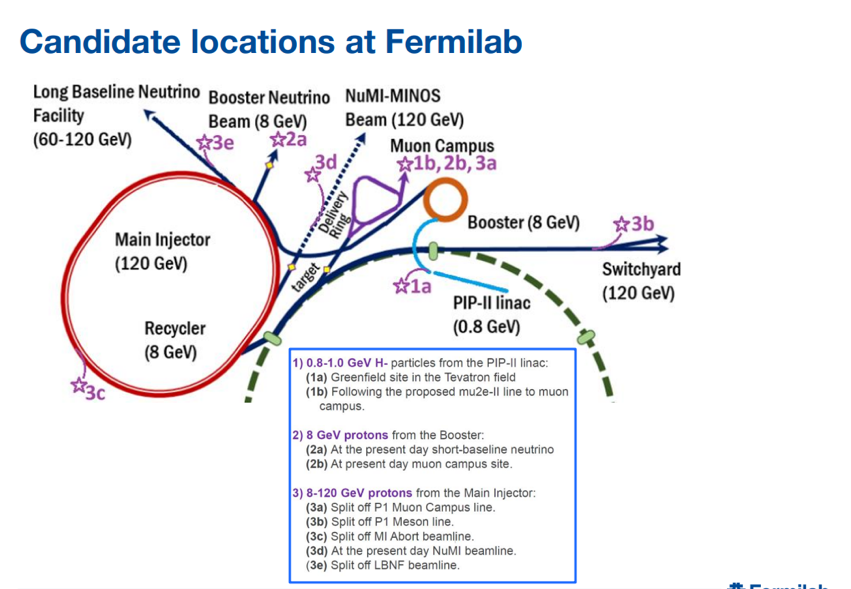 Candidate locations at Fermilab
Long Baseline Neutrino
Facility
(60-120 GeV)
Booster Neutrino
Beam (8 GeV)
NuMI-MINOS
Beam (120 GeV)
3e
2a
3d
Muon Campus
1b, 2b, 3a
Delivery
Ring
Booster (8 GeV)
3b
Main Injector
(120 GeV)
target
Switchyard
(120 GeV)
1a
PIP-II linac
(0.8 GeV)
Recycler
(8 GeV)
3c
1) 0.8-1.0 GeV H- particles from the PIP-II linac:
(1a) Greenfield site in the Tevatron field
(1b) Following the proposed mu2e-II line to muon
campus.
2) 8 GeV protons from the Booster:
(2a) At the present day short-baseline neutrino
(2b) At present day muon campus site.
3) 8-120 GeV protons from the Main Injector:
(3a) Split off P1 Muon Campus line.
(3b) Split off P1 Meson line.
(3c) Split off MI Abort beamline.
(3d) At the present day NuMI beamline.
(3e) Split off LBNF beamline.
Fermilab